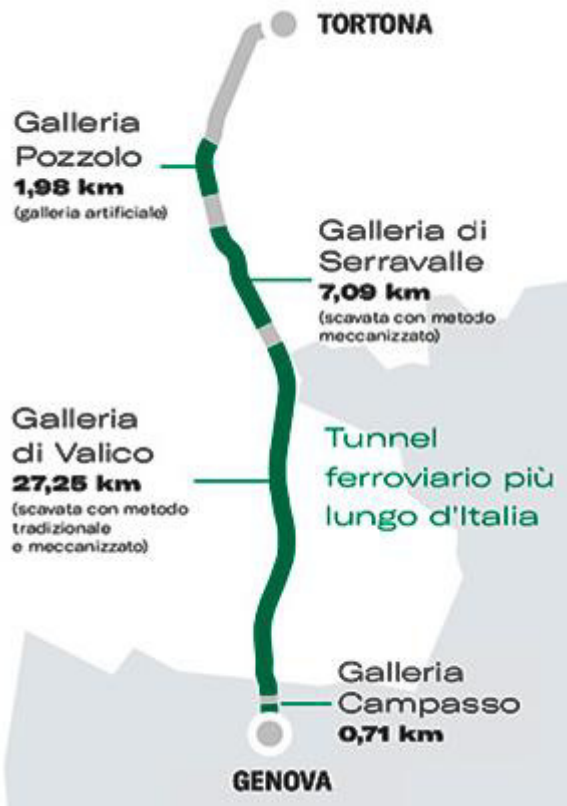 TORTONA
Galleria
Pozzolo
1,98 km
(galleria artificiale)
Galleria di
Serravalle
7,09 km
(scavata con metodo
meccanizzato)
Galleria
di Valico
27,25 km
(scavata con metodo
tradizionale
e meccanizzato)
Tunnel
ferroviario più
lungo d'Italia
Galleria
Campasso
0,71 km
GENOVA